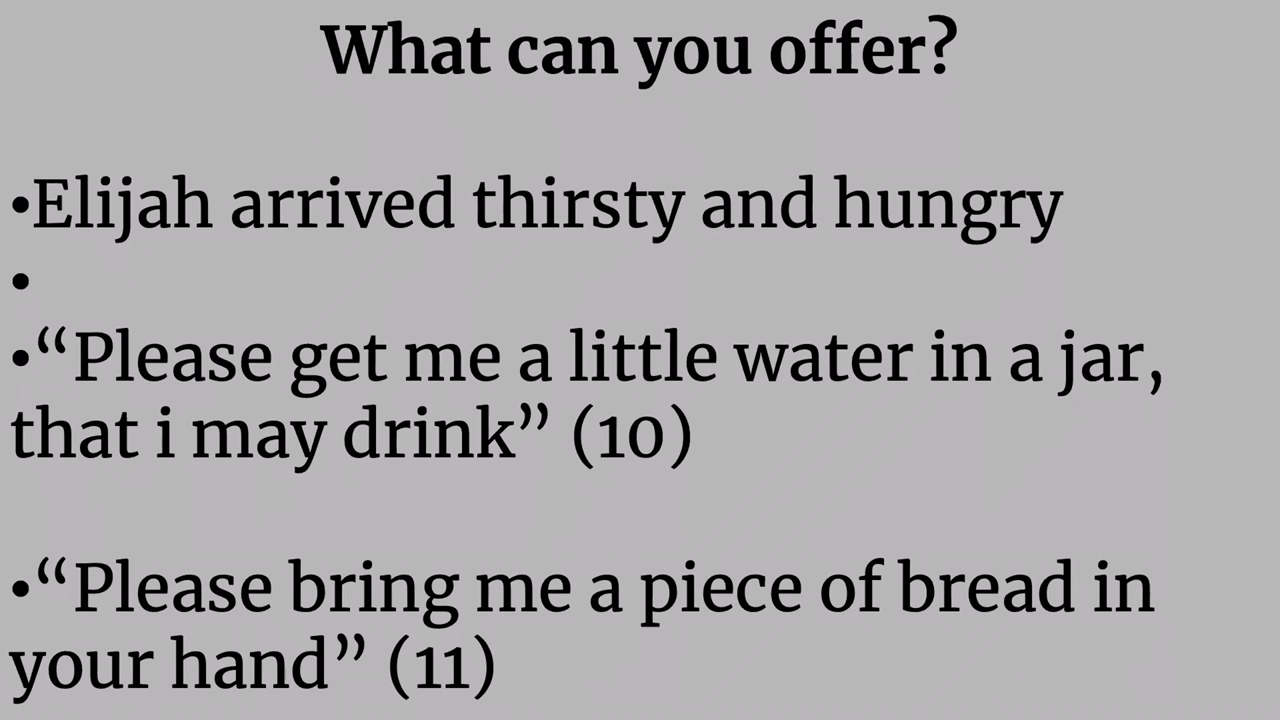 What can you offer?
•Elijah arrived thirsty and hungry
•
•“Please get me a little water in a jar,
that i may drink” (10)
•“Please bring me a piece of bread in
your hand” (11)